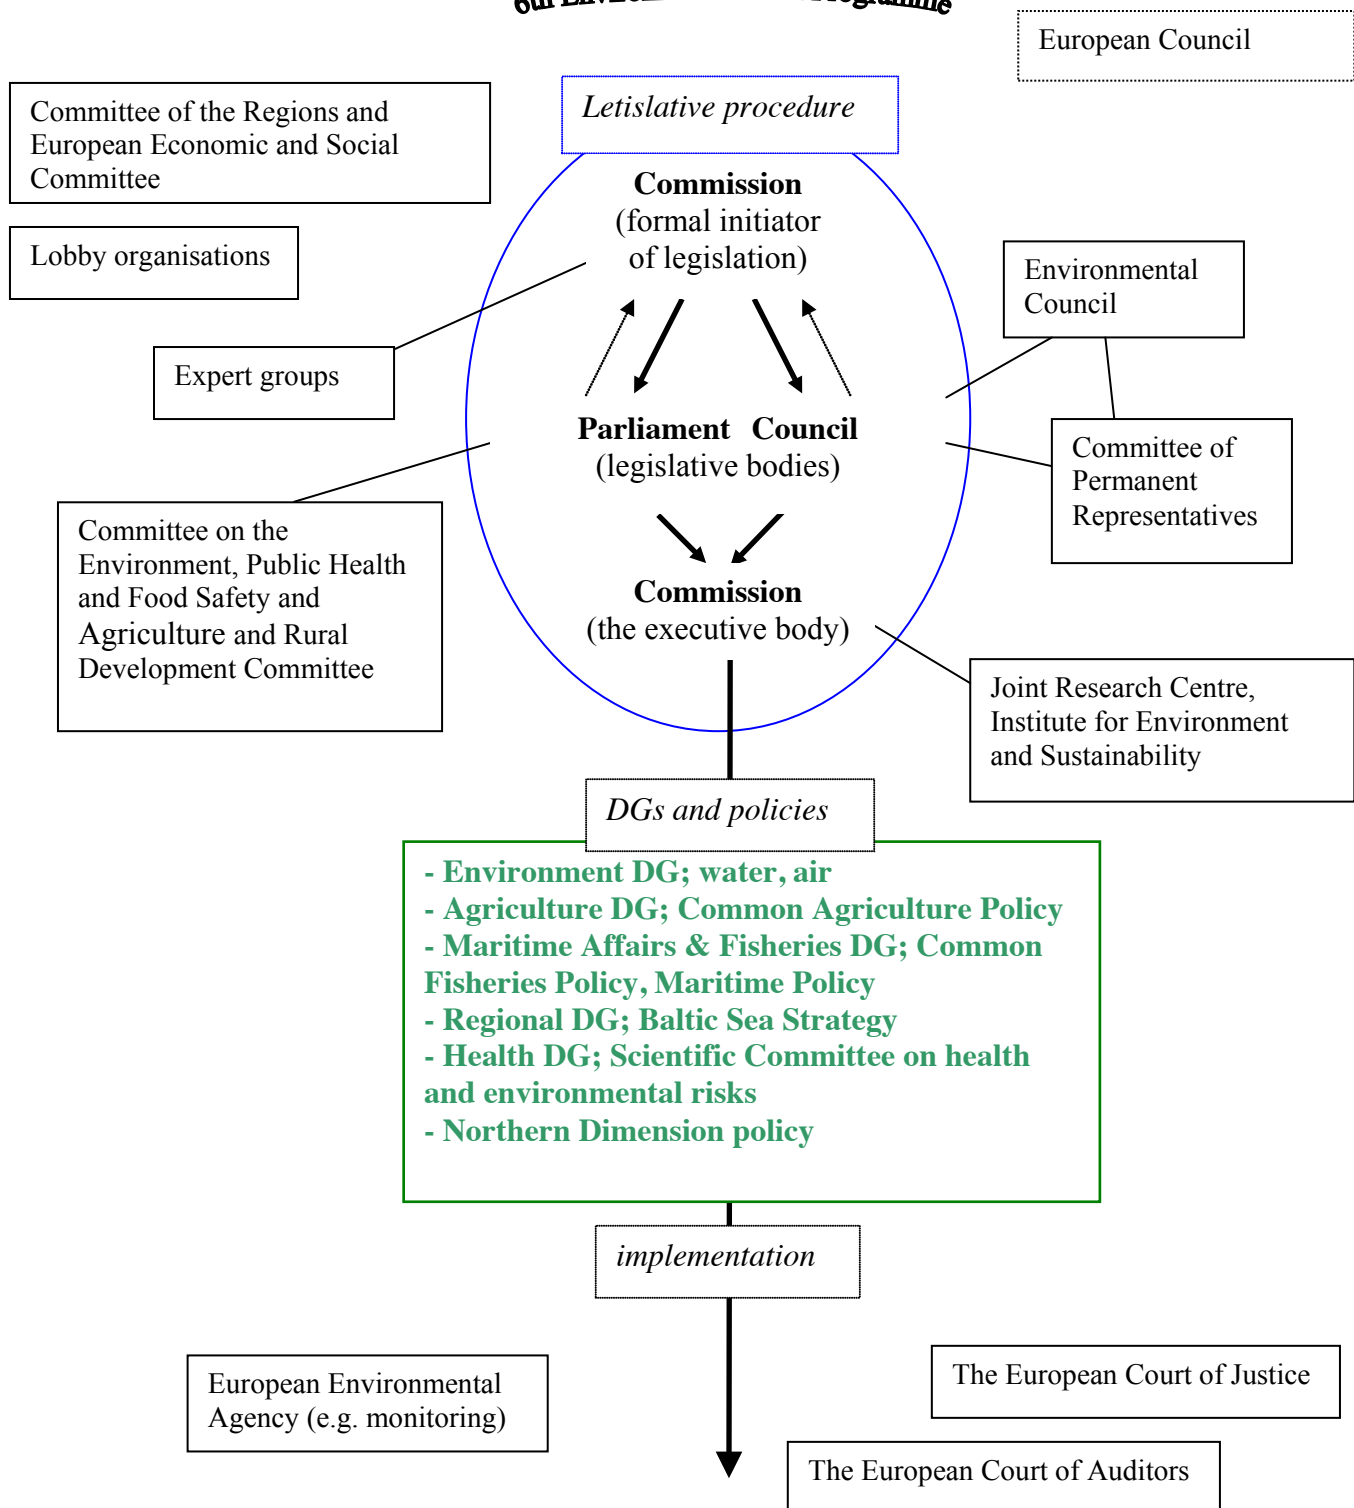 6th
European Council
Committee of the Regions and
European Economic and Social
Committee
Letislative procedure
Commission
(formal initiator
of legislation)
Lobby organisations
Environmental
Council
Expert groups
Parliament Council
(legislative bodies)
Committee of
Permanent
Representatives
Committee on the
Environment, Public Health
and Food Safety and
Agriculture and Rural
Development Committee
Commission
(the executive body)
Joint Research Centre,
Institute for Environment
and Sustainability
DGs and policies
- Environment DG; water, air
- Agriculture DG; Common Agriculture Policy
- Maritime Affairs & Fisheries DG; Common
Fisheries Policy, Maritime Policy
- Regional DG; Baltic Sea Strategy
- Health DG; Scientific Committee on health
and environmental risks
- Northern Dimension policy
implementation
European Environmental
Agency (e.g. monitoring)
The European Court of Justice
The European Court of Auditors